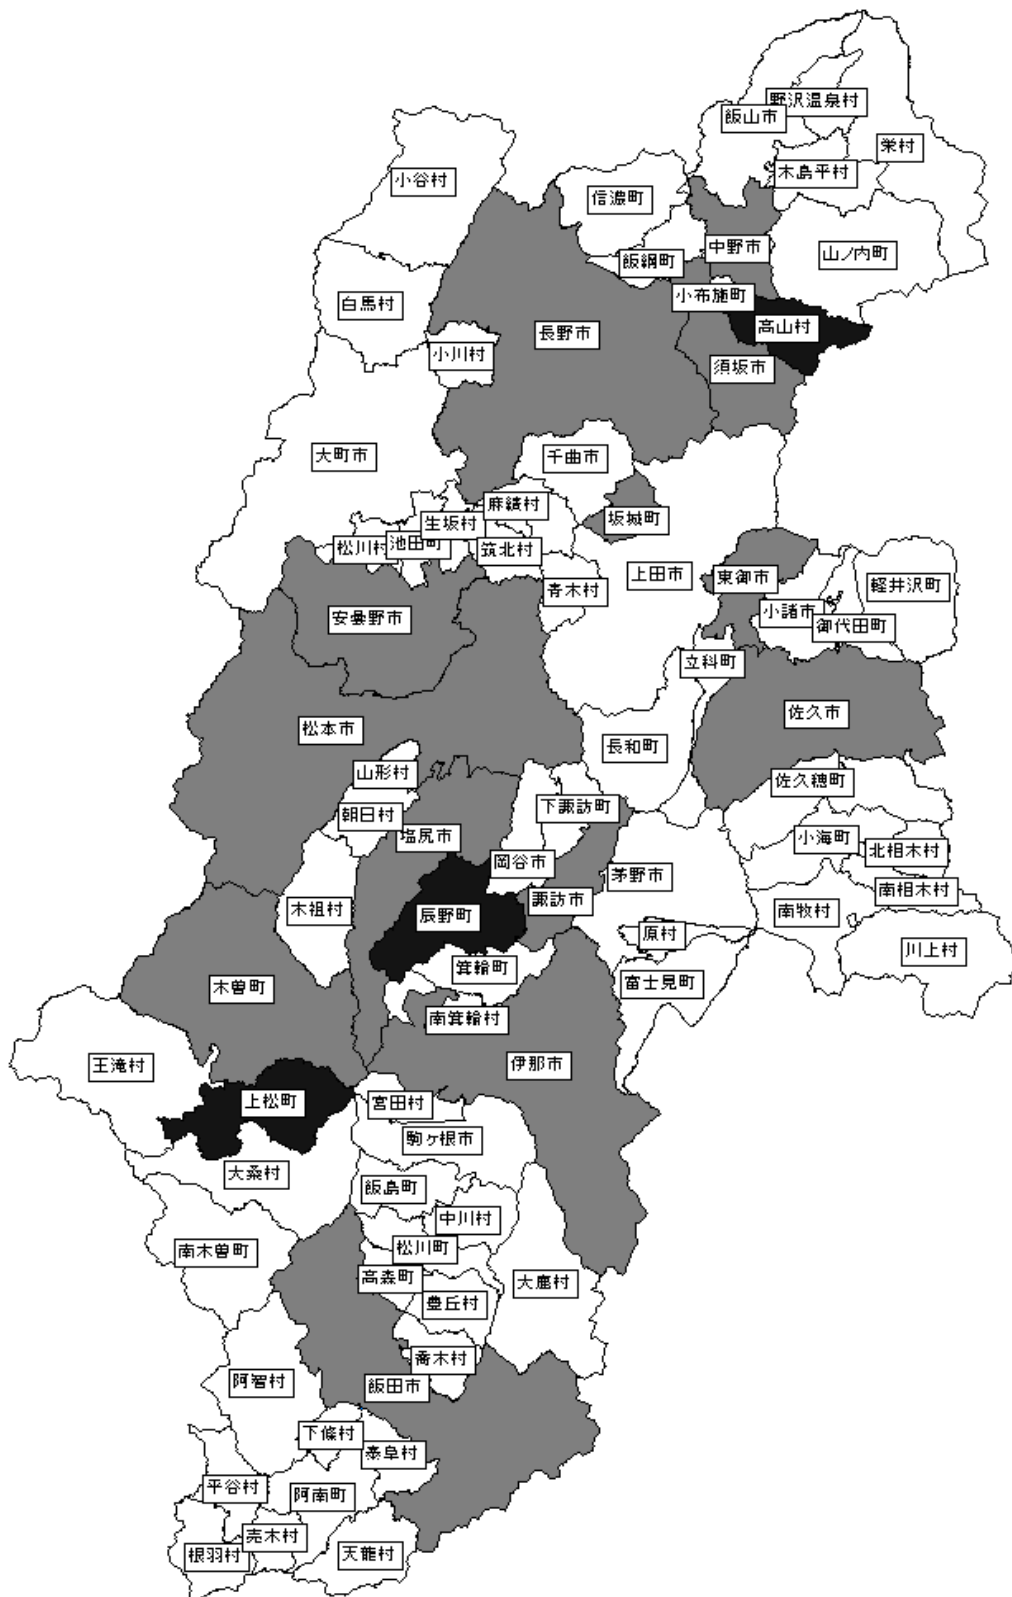 野沢温泉村
飯山市
栄村
木島平村
小谷村
信濃町
中野市
山ノ内町
飯綱町
小布施町
白馬村
高山村
長野市
小川村
須坂市
大町市
千曲市
麻績村
坂城町
生坂村
池田町
松川村
筑北村
上田市
東御市
軽井沢町
青木村
小諸市
御代田町
安曇野市
立科町
佐久市
松本市
長和町
山形村
佐久穂町
下諏訪町
朝日村
塩尻市
小海町
北相木村
岡谷市
茅野市
南相木村
諏訪市
木祖村
辰野町
南牧村
原村
川上村
箕輪町
富士見町
木曽町
南箕輪村
王滝村
伊那市
上松町
宮田村
駒ヶ根市
大桑村
飯島町
中川村
南木曽町
松川町
高森町
大鹿村
豊丘村
喬木村
阿智村
飯田市
下條村
泰阜村
平谷村
阿南町
売木村
根羽村
天龍村